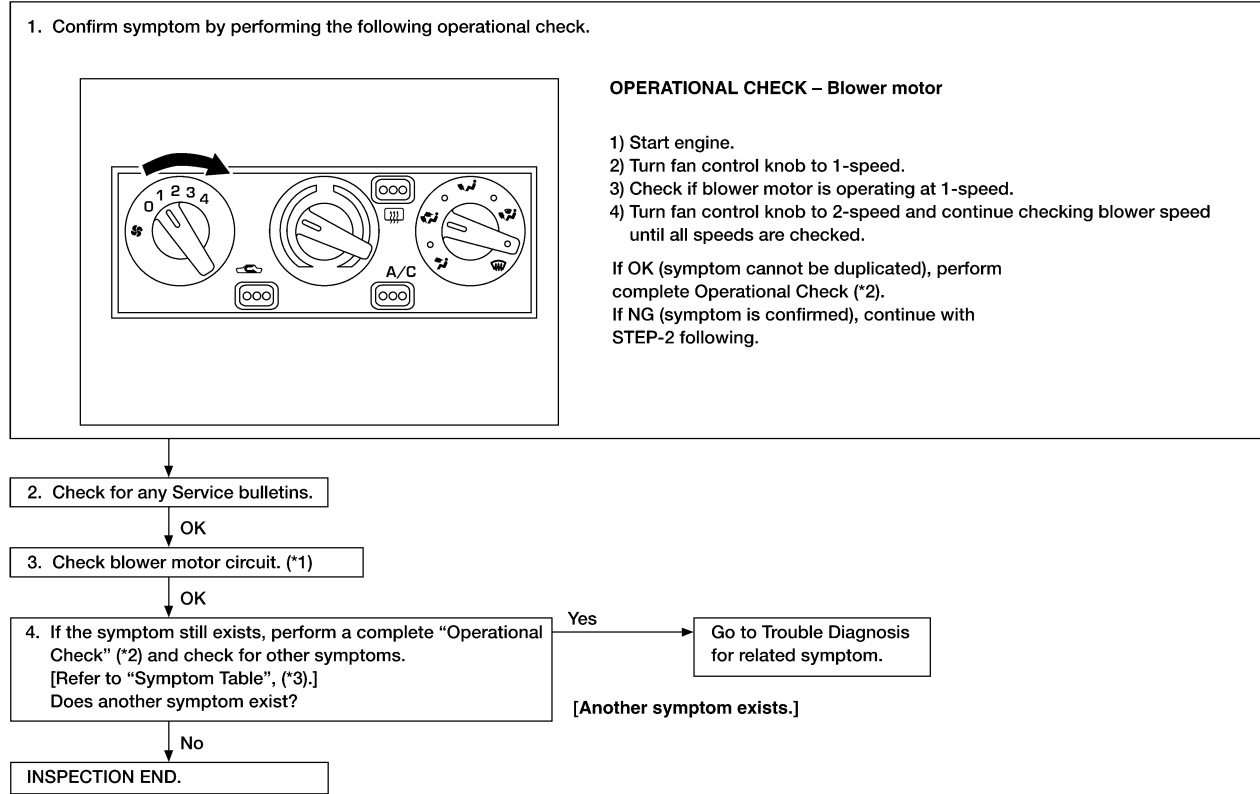 1. Confirm symptom by performing the following operational check.
OPERATIONAL CHECK – Blower motor
1) Start engine.
2) Turn fan control knob to 1-speed.
3) Check if blower motor is operating at 1-speed.
4) Turn fan control knob to 2-speed and continue checking blower speed
until all speeds are checked.
If OK (symptom cannot be duplicated), perform
complete Operational Check (*2).
If NG (symptom is confirmed), continue with
STEP-2 following.
0 1 2 3 4
A/C
2. Check for any Service bulletins.
OK
3. Check blower motor circuit. (*1)
OK
4. If the symptom still exists, perform a complete “Operational
Check” (*2) and check for other symptoms.
[Refer to “Symptom Table”, (*3).]
Does another symptom exist?
Yes
Go to Trouble Diagnosis
for related symptom.
[Another symptom exists.]
No
INSPECTION END.